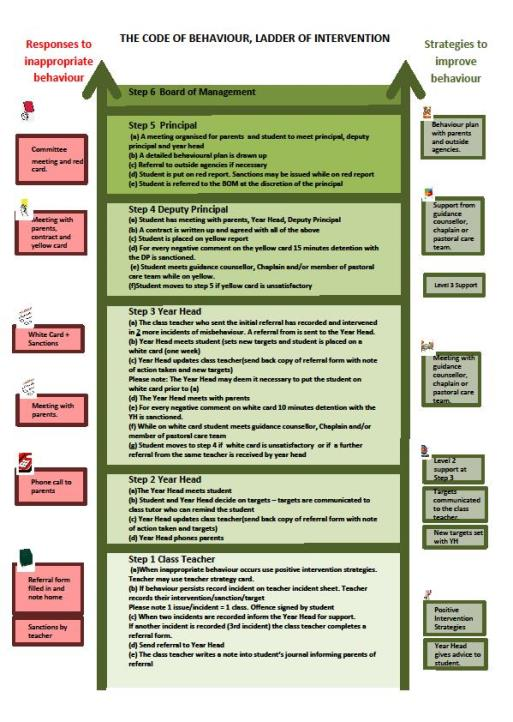 THE CODE OF BEHAVIOUR, LADDER OF INTERVENTION
Responses to
inappropriate
behaviour
Strategies to
improve
behaviour
Step 6 Board of Management
Step 5 Principal
(a) A meeting organised for parents and student to meet principal, deputy
principal and year head
(b) A detailed behavioural plan is drawn up
(c) Referral to outside agencies if necessary
(d) Student is put on red report. Sanctions may be issued while on red report
(e) Student is referred to the BOM at the discretion of the principal
Committee
meeting and red
card.
Behaviour plan
with parents
and outside
agencies.
Step 4 Deputy Principal
(a) Student has meeting with parents, Year Head, Deputy Principal
(b) A contract is written up and agreed with all of the above
(c) Student is placed on yellow report
(d) For every negative comment on the yellow card 15 minutes detention with
the DP is sanctioned.
(e) Student meets guidance counsellor, Chaplain and/or member of pastoral
care team while on yellow.
(f)Student moves to step 5 if yellow card is unsatisfactory
Meeting with
parents,
contract and
yellow card
Support from
guidance
counsellor,
chaplain or
pastoral care
team.
Level 3 Support
Step 3 Year Head
(a) The class teacher who sent the initial referral has recorded and intervened
in 2 more incidents of misbehaviour. A referral from is sent to the Year Head.
(b) Year Head meets student (sets new targets and student is placed on a
white card (one week)
(c) Year Head updates class teacher(send back copy of referral form with note
of action taken and new targets)
Please note: The Year Head may deem it necessary to put the student on
white card prior to (a)
(d) The Year Head meets with parents
(e) For every negative comment on white card 10 minutes detention with the
YH is sanctioned.
(f) While on white card student meets guidance counsellor, Chaplain and/or
member of pastoral care team
(g) Student moves to step 4 if white card is unsatisfactory or if a further
referral from the same teacher is received by year head
White Card +
Sanctions
Meeting with
parents.
Meeting with
guidance
counsellor,
chaplain or
pastoral care
team.
Step 2 Year Head
(a)The Year Head meets student
(b) Student and Year Head decide on targets – targets are communicated to
class tutor who can remind the student
(c) Year Head updates class teacher(send back copy of referral form with note
of action taken and targets)
(d) Year Head phones parents
Phone call to
parents
Level 2
support at
Step 3
Targets
communicated
to the class
teacher.
New targets set
with YH
Step 1 Class Teacher
(a)When inappropriate behaviour occurs use positive intervention strategies.
Teacher may use teacher strategy card.
(b) If behaviour persists record incident on teacher incident sheet. Teacher
records their intervention/sanction/target
Please note 1 issue/incident = 1 class. Offence signed by student
(c) When two incidents are recorded inform the Year Head for support.
If another incident is recorded (3rd incident) the class teacher completes a
referral form.
(d) Send referral to Year Head
(e) The class teacher writes a note into student's journal informing parents of
referral
Referral form
filled in and
note home
Sanctions by
teacher
Positive
Intervention
Strategies
Year Head
gives advice to
student.